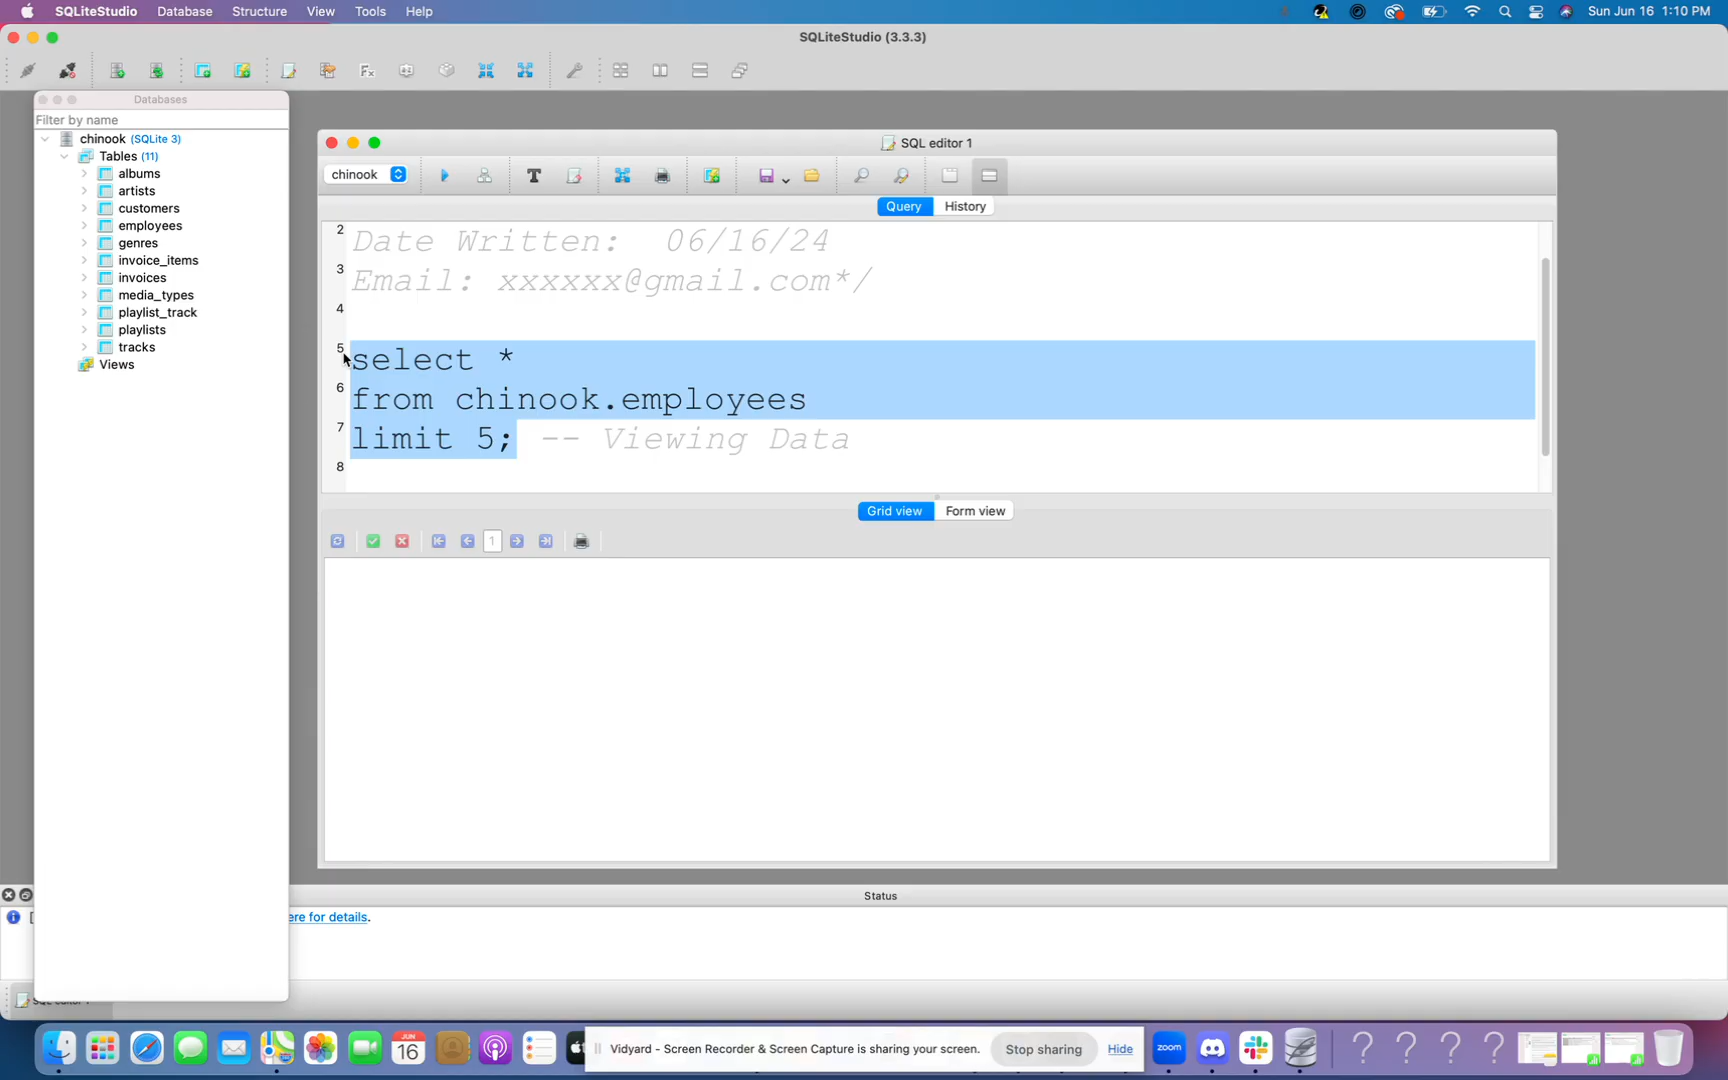 SQLiteStudio Database Structure View Tools Help Sun Jun 16 1:10 PM
SQLiteStudio (3.3.3)
Databases
Filter by name
chinook (SQLite 3)
Tables (11)
albums
artists
customers
employees
genres
invoice_items
invoices
media_types
playlist_track
playlists
tracks
Views
SQL editor 1
chinook
Query History
2 Date Written: 06/16/24
3 Email: xxxxxx@gmail.com*/
4
5 select *
6 from chinook.employees
7 limit 5; -- Viewing Data
8
Grid view Form view
1
Status
ere for details.
JUN
16
Vidyard - Screen Recorder & Screen Capture is sharing your screen. Stop sharing Hide
zoom